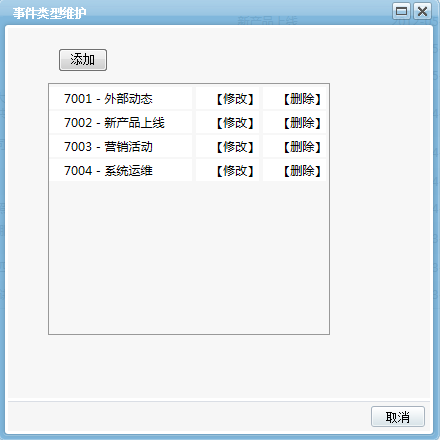 事件类型维护
添加
7001 - 外部动态 【修改】 【删除】
7002 - 新产品上线 【修改】 【删除】
7003 - 营销活动 【修改】 【删除】
7004 - 系统运维 【修改】 【删除】
取消